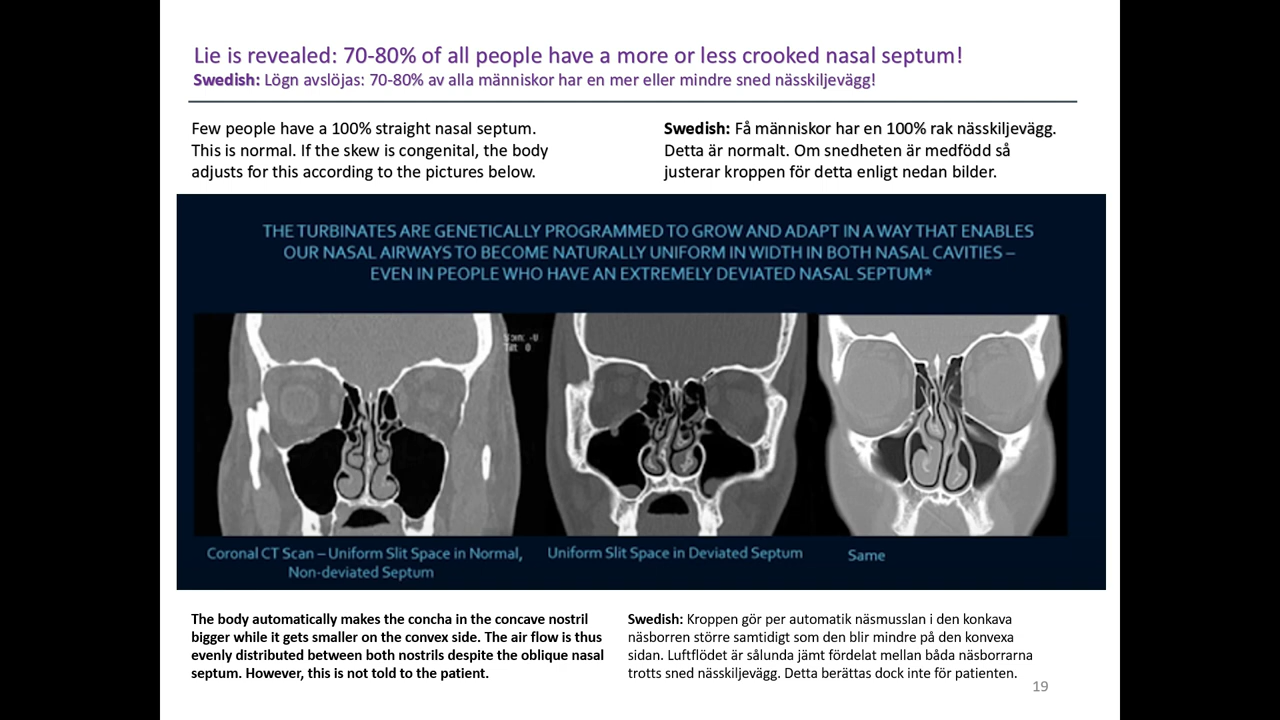 Lie is revealed: 70-80% of all people have a more or less crooked nasal septum!
Swedish: Lögn avslöjas: 70-80% av alla människor har en mer eller mindre sned nässkiljevägg!
Few people have a 100% straight nasal septum.
This is normal. If the skew is congenital, the body
adjusts for this according to the pictures below.
Swedish: Få människor har en 100% rak nässkiljevägg.
Detta är normalt. Om snedheten är medfödd så
justerar kroppen för detta enligt nedan bilder.
THE TURBINATES ARE GENETICALLY PROGRAMMED TO GROW AND ADAPT IN A WAY THAT ENABLES
OUR NASAL AIRWAYS TO BECOME NATURALLY UNIFORM IN WIDTH IN BOTH NASAL CAVITIES –
EVEN IN PEOPLE WHO HAVE AN EXTREMELY DEVIATED NASAL SEPTUM*
Tilt: 0
Coronal CT Scan – Uniform Slit Space in Normal,
Non-deviated Septum
Uniform Slit Space in Deviated Septum
Same
The body automatically makes the concha in the concave nostril
bigger while it gets smaller on the convex side. The air flow is thus
evenly distributed between both nostrils despite the oblique nasal
septum. However, this is not told to the patient.
Swedish: Kroppen gör per automatik näsmusslan i den konkava
näsborren större samtidigt som den blir mindre på den konvexa
sidan. Luftflödet är sålunda jämt fördelat mellan båda näsborrarna
trotts sned nässkiljevägg. Detta berättas dock inte för patienten.
19